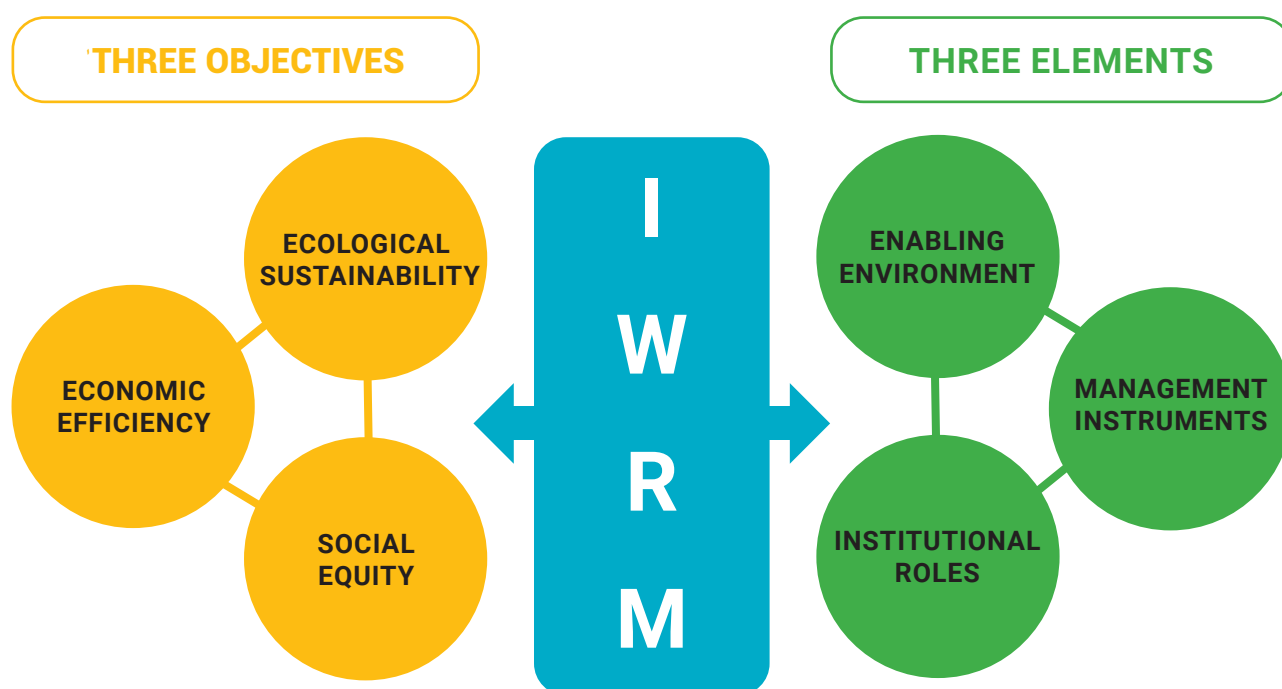 'THREE OBJECTIVES
THREE ELEMENTS
ECOLOGICAL
SUSTAINABILITY
ECONOMIC
EFFICIENCY
SOCIAL
EQUITY
I
W
R
M
ENABLING
ENVIRONMENT
MANAGEMENT
INSTRUMENTS
INSTITUTIONAL
ROLES